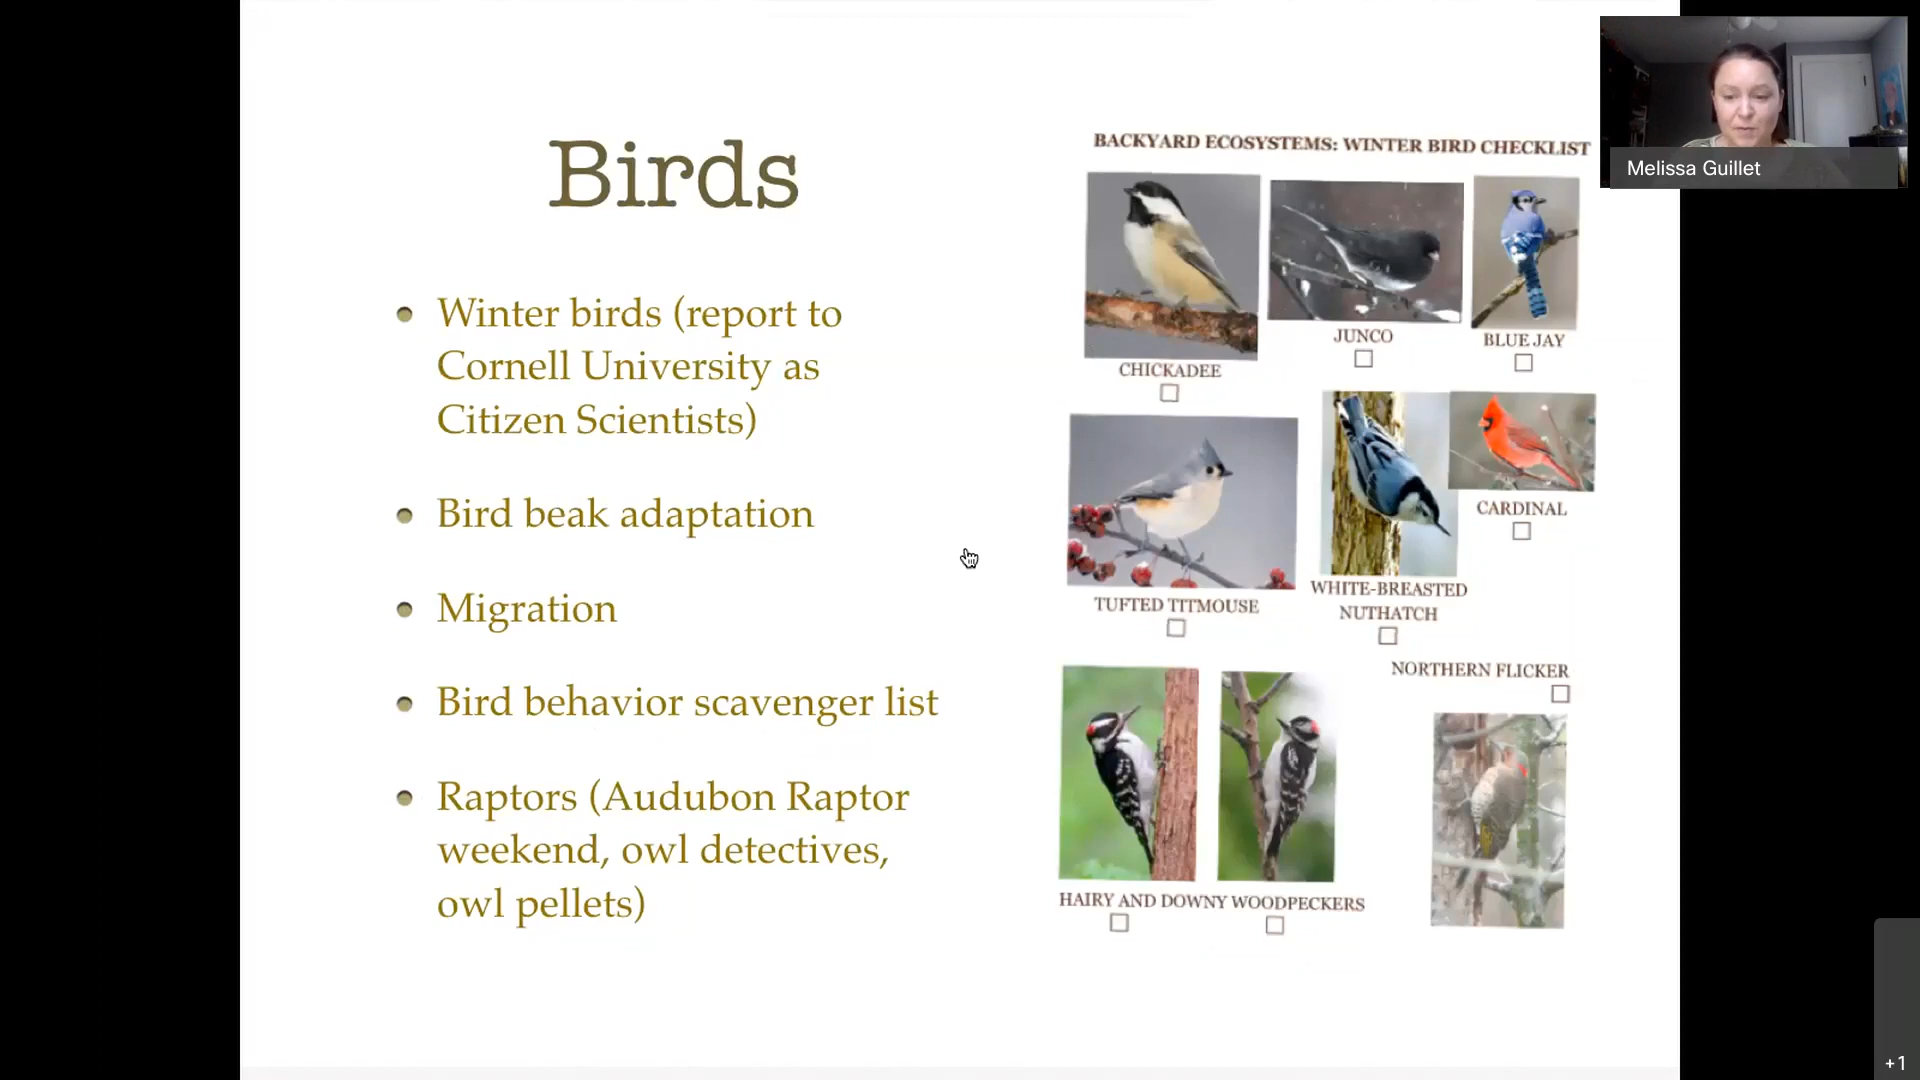 Birds
Winter birds (report to
Cornell University as
Citizen Scientists)
Bird beak adaptation
Migration
Bird behavior scavenger list
Raptors (Audubon Raptor
weekend, owl detectives,
owl pellets)
BACKYARD ECOSYSTEMS: WINTER BIRD CHECKLIST
CHICKADEE
JUNCO
BLUE JAY
TUFTED TITMOUSE
WHITE-BREASTED
NUTHATCH
CARDINAL
HAIRY AND DOWNY WOODPECKERS
NORTHERN FLICKER
Melissa Guillet
+1